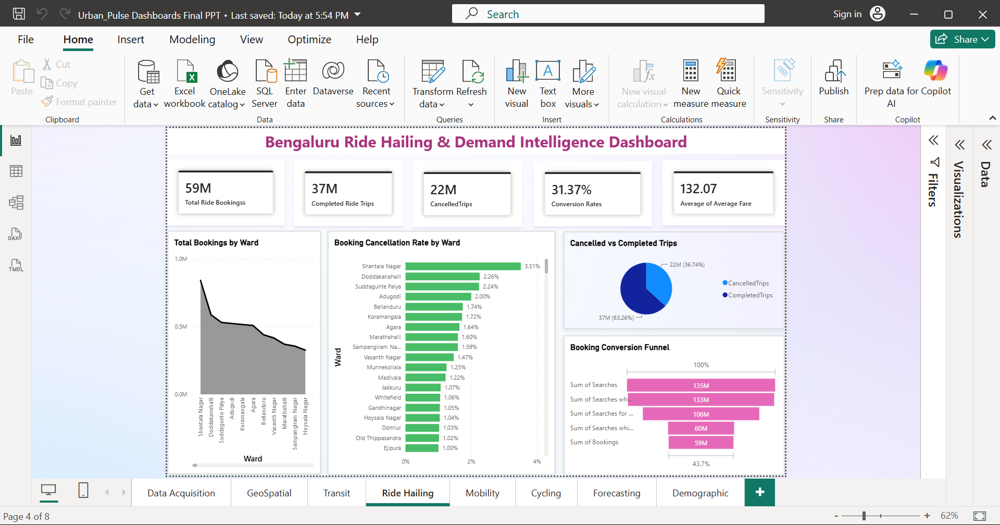 Urban_Pulse Dashboards Final PPT • Last saved: Today at 5:54 PM
Search
Sign in
File Home Insert Modeling View Optimize Help
Share
Paste
Cut
Copy
Format painter
Clipboard
Get data
Excel workbook
OneLake catalog
SQL Server
Enter data
Dataverse
Recent sources
Data
Transform data
Refresh
Queries
New visual
Text box
More visuals
Insert
New visual calculation
New measure
Quick measure
Calculations
Sensitivity
Sensitivity
Publish
Share
Prep data for AI
Copilot
Copilot
DAX
TMDL
Bengaluru Ride Hailing & Demand Intelligence Dashboard
59M
Total Ride Bookingss
37M
Completed Ride Trips
22M
CancelledTrips
31.37%
Conversion Rates
132.07
Average of Average Fare
Total Bookings by Ward
1.0M
0.5M
0.0M
Shantala Nagar
Doddakanahalli
Suddagunte Palya
Adugodi
Koramangala
Agara
Bellanduru
Vasanth Nagar
Marathahalli
Sampangiram Nagar
Hoysala Nagar
Ward
Booking Cancellation Rate by Ward
Ward
Shantala Nagar 3.51%
Doddakanahalli 2.26%
Suddagunte Palya 2.24%
Adugodi 2.00%
Bellanduru 1.74%
Koramangala 1.72%
Agara 1.64%
Marathahalli 1.60%
Sampangiram Na... 1.59%
Vasanth Nagar 1.47%
Munnekollala 1.25%
Madivala 1.22%
Jakkuru 1.07%
Whitefield 1.06%
Gandhinagar 1.05%
Hoysala Nagar 1.04%
Domlur 1.03%
Old Thippasandra 1.02%
Ejipura 1.00%
0% 2% 4%
Cancelled vs Completed Trips
22M (36.74%)
37M (63.26%)
CancelledTrips
CompletedTrips
Booking Conversion Funnel
100%
Sum of Searches 135M
Sum of Searches whi... 133M
Sum of Searches for ... 106M
Sum of Searches whi... 60M
Sum of Bookings 59M
43.7%
Filters
Visualizations
Data
Data Acquisition GeoSpatial Transit Ride Hailing Mobility Cycling Forecasting Demographic +
Page 4 of 8
- + 62%